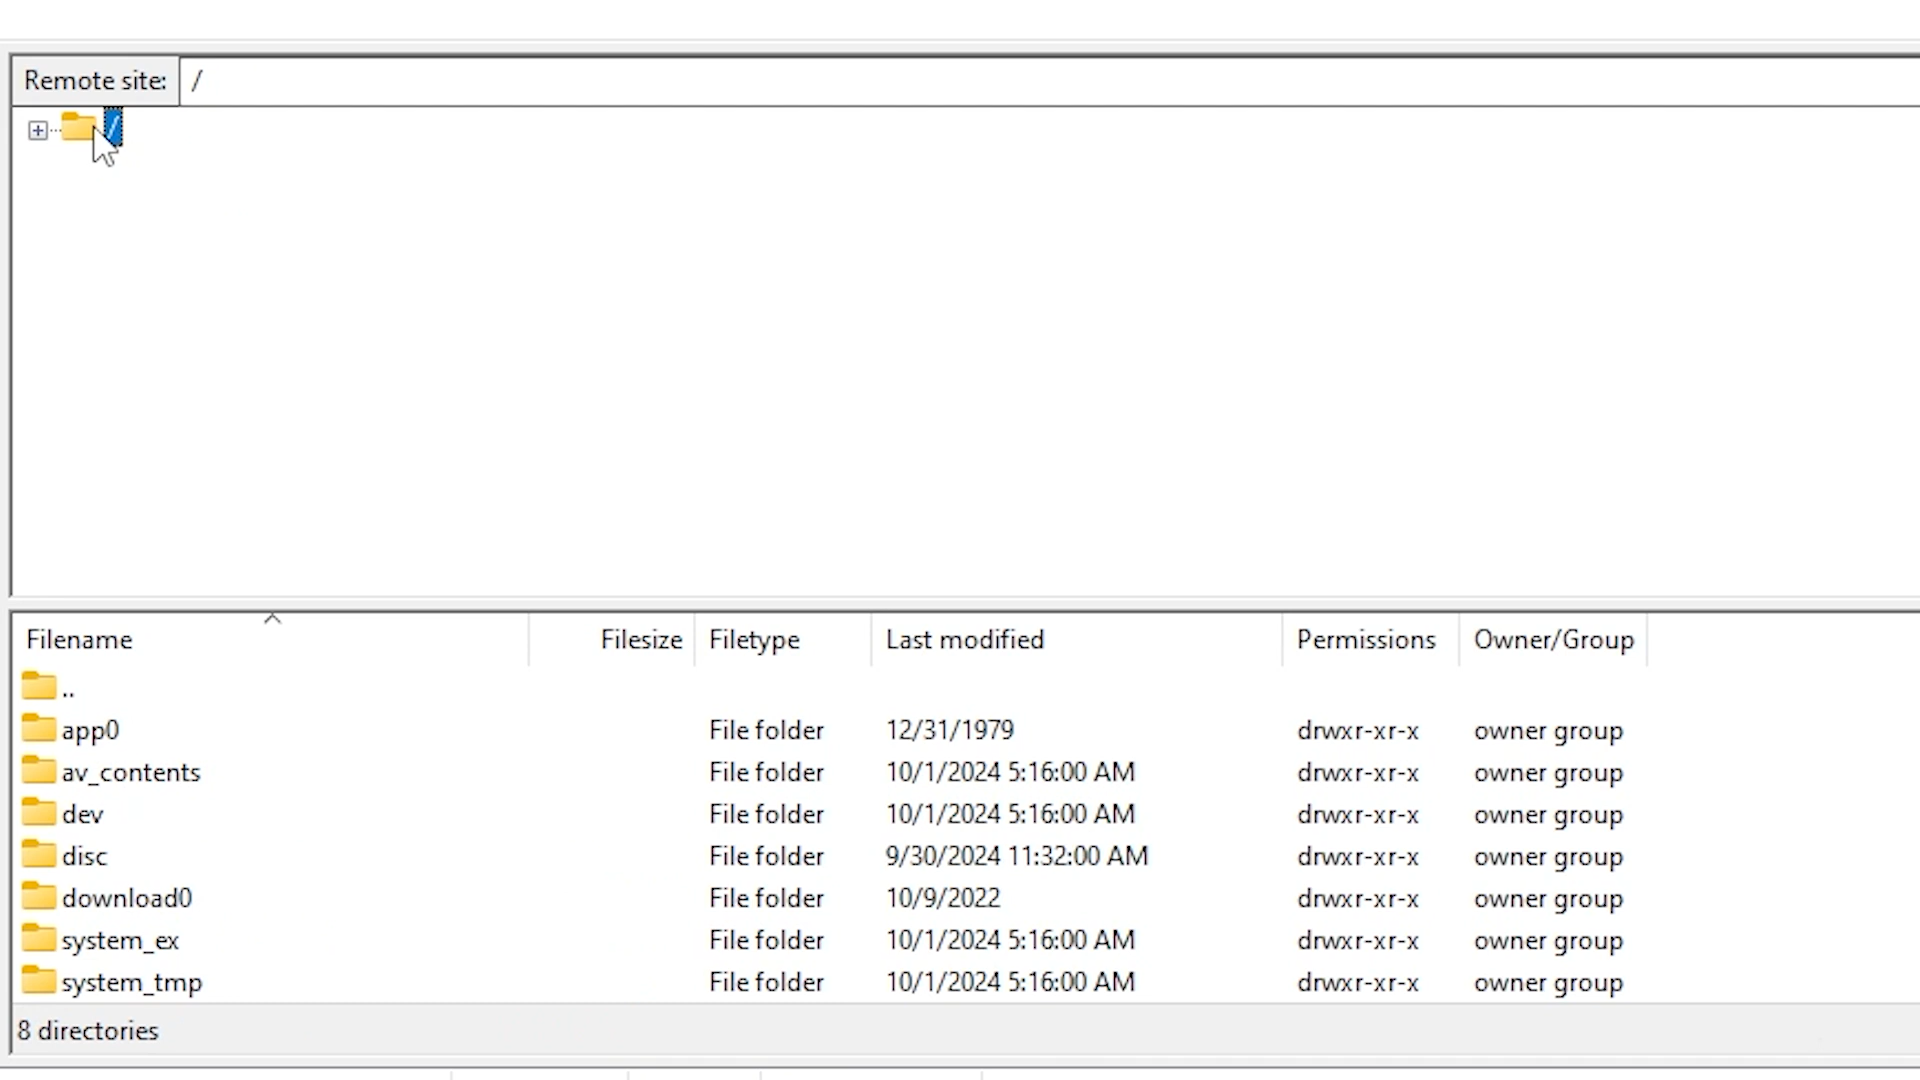 Remote site: /
/
Filename Filesize Filetype Last modified Permissions Owner/Group
..
app0 File folder 12/31/1979 drwxr-xr-x owner group
av_contents File folder 10/1/2024 5:16:00 AM drwxr-xr-x owner group
dev File folder 10/1/2024 5:16:00 AM drwxr-xr-x owner group
disc File folder 9/30/2024 11:32:00 AM drwxr-xr-x owner group
download0 File folder 10/9/2022 drwxr-xr-x owner group
system_ex File folder 10/1/2024 5:16:00 AM drwxr-xr-x owner group
system_tmp File folder 10/1/2024 5:16:00 AM drwxr-xr-x owner group
8 directories